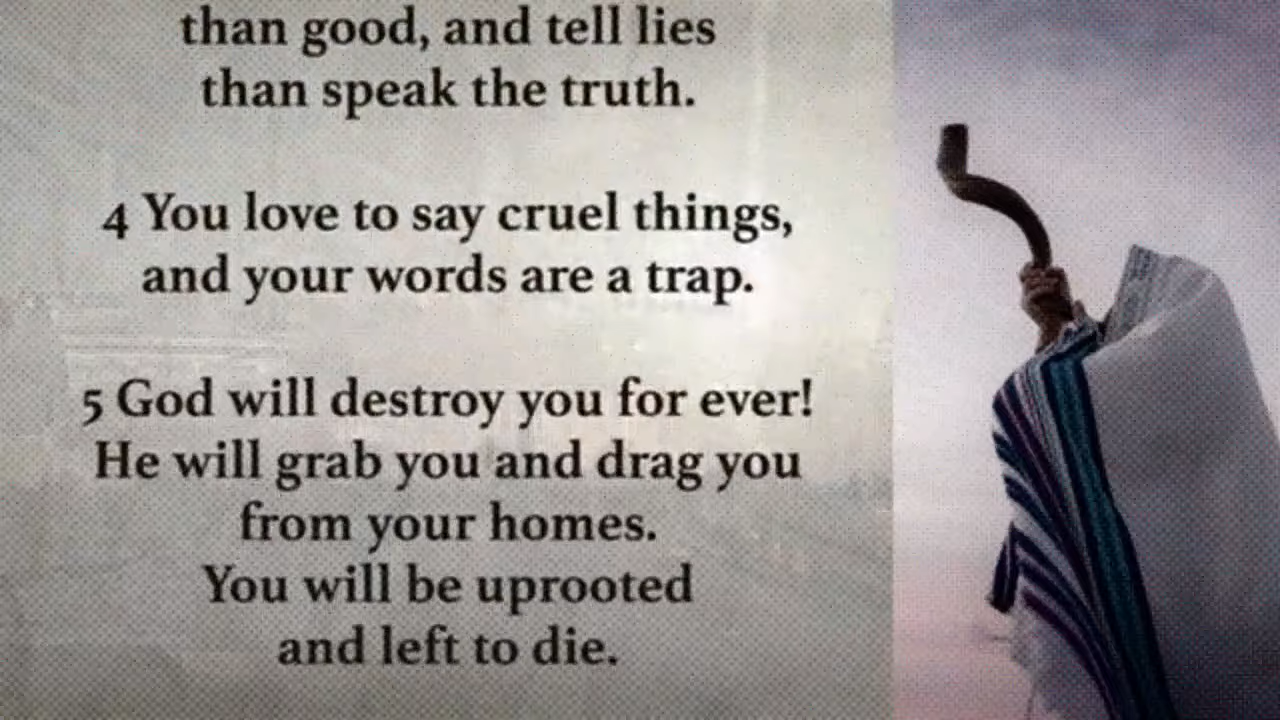 than good, and tell lies
than speak the truth.
4 You love to say cruel things,
and your words are a trap.
5 God will destroy you for ever!
He will grab you and drag you
from your homes.
You will be uprooted
and left to die.